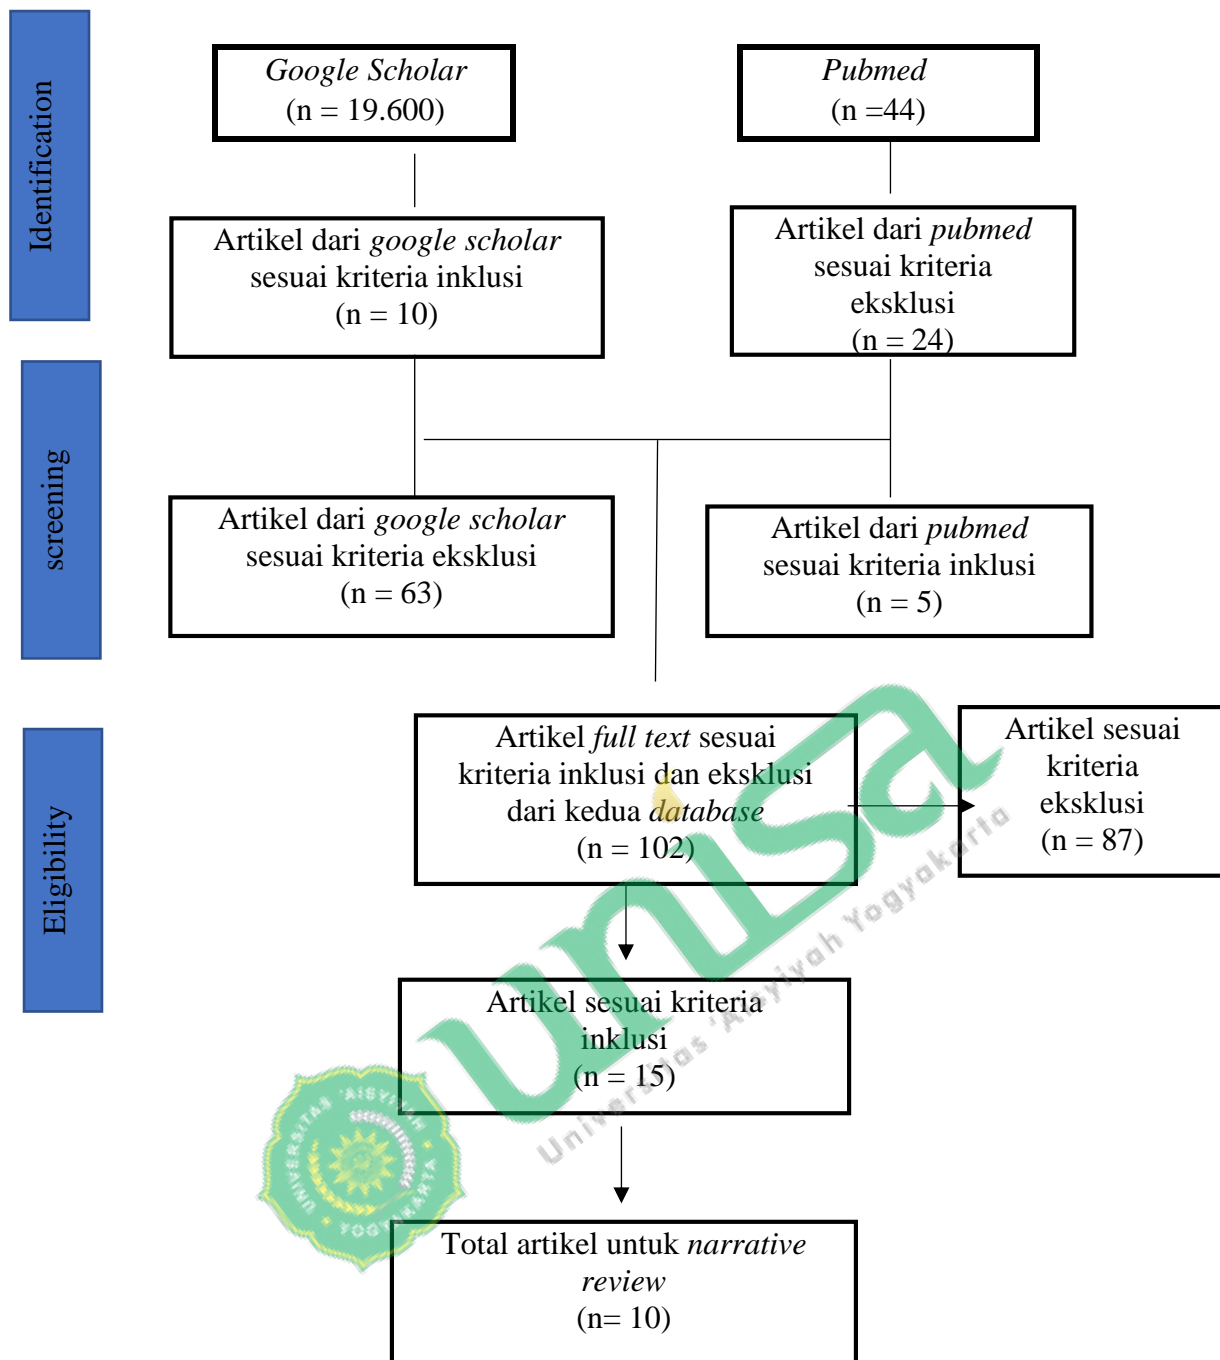 Identification
Google Scholar
(n = 19.600)
Pubmed
(n =44)
Artikel dari google scholar
sesuai kriteria inklusi
(n = 10)
Artikel dari pubmed
sesuai kriteria
eksklusi
(n = 24)
screening
Artikel dari google scholar
sesuai kriteria eksklusi
(n = 63)
Artikel dari pubmed
sesuai kriteria inklusi
(n = 5)
Eligibility
Artikel full text sesuai
kriteria inklusi dan eksklusi
dari kedua database
(n = 102)
Artikel sesuai
kriteria
eksklusi
(n = 87)
Artikel sesuai kriteria
inklusi
(n = 15)
Total artikel untuk narrative
review
(n= 10)
unisa
Universitas 'Aisyiyah Yogyakarta
UNIVERSITAS 'AISYIYAH
YOGYAKARTA